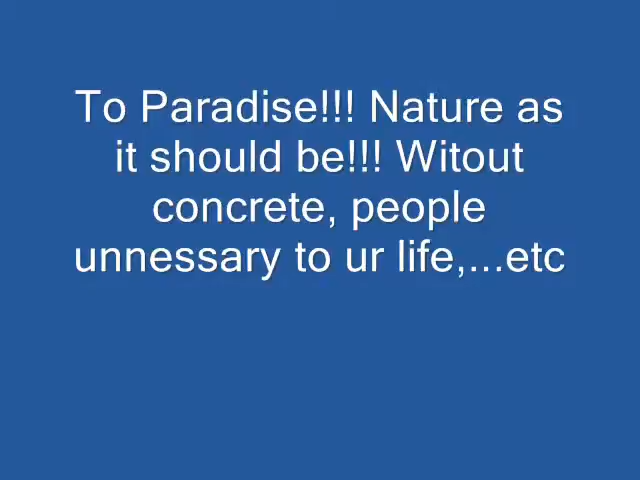 To Paradise!!! Nature as
it should be!!! Witout
concrete, people
unnessary to ur life,...etc